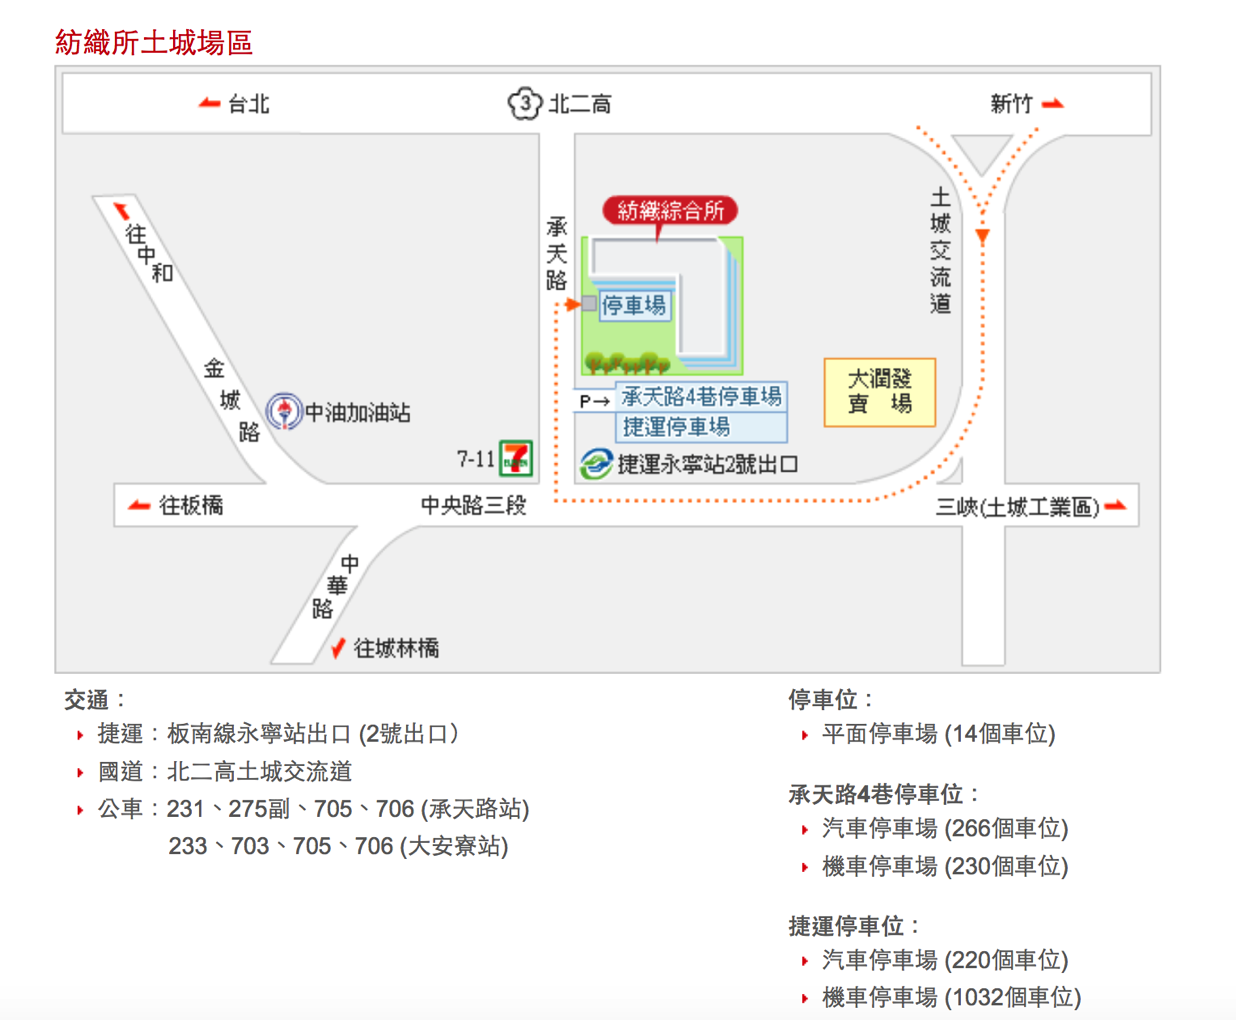 紡織所土城場區
台北
3 北二高
新竹
往中和
金城路
承天路
紡織綜合所
停車場
土城交流道
大潤發
賣 場
中油加油站
P→ 承天路4巷停車場
捷運停車場
7-11
捷運永寧站2號出口
往板橋
中央路三段
三峽(土城工業區)
中華路
往城林橋
交通：
捷運：板南線永寧站出口 (2號出口）
國道：北二高土城交流道
公車：231、275副、705、706 (承天路站)
233、703、705、706 (大安寮站)
停車位：
平面停車場 (14個車位)
承天路4巷停車位：
汽車停車場 (266個車位)
機車停車場 (230個車位)
捷運停車位：
汽車停車場 (220個車位)
機車停車場 (1032個車位)